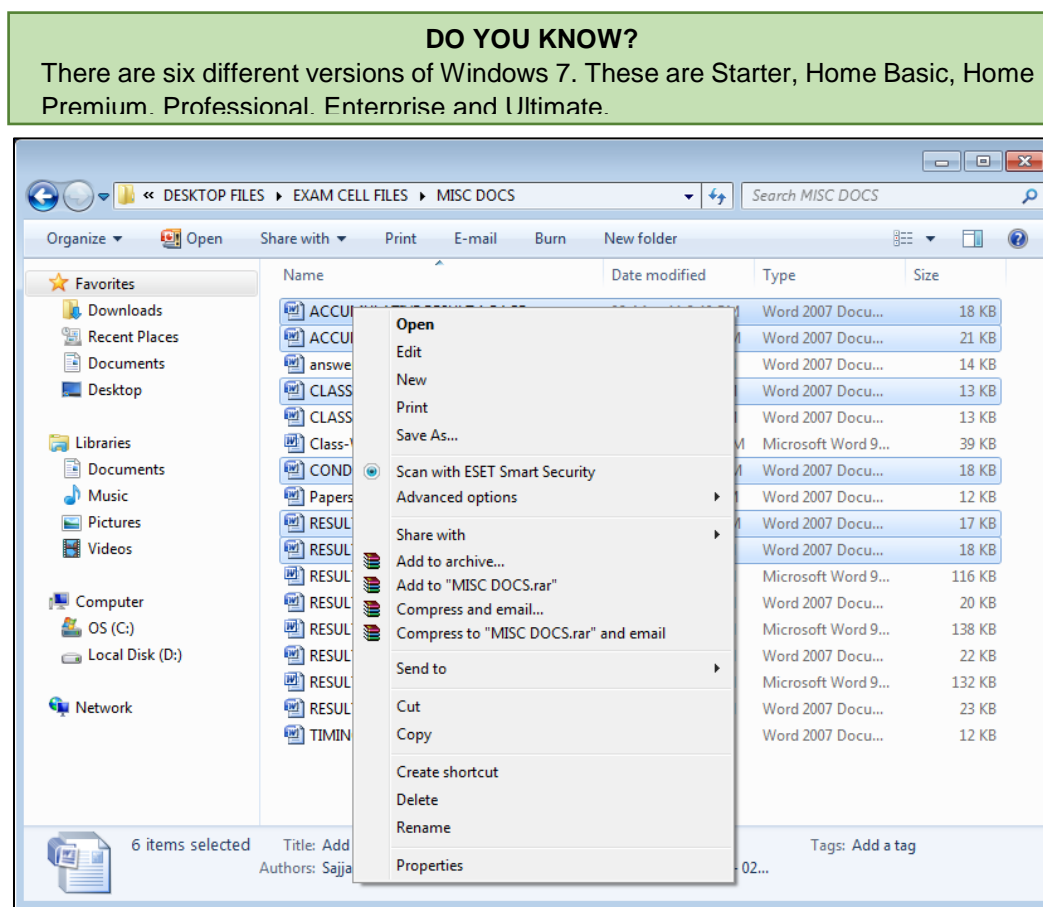 DO YOU KNOW?
There are six different versions of Windows 7. These are Starter, Home Basic, Home
Premium, Professional, Enterprise and Ultimate.
« DESKTOP FILES ▸ EXAM CELL FILES ▸ MISC DOCS
Search MISC DOCS
Organize Open Share with Print E-mail Burn New folder
Name Date modified Type Size
Favorites
Downloads
Recent Places
Documents
Desktop
Libraries
Documents
Music
Pictures
Videos
Computer
OS (C:)
Local Disk (D:)
Network
Word 2007 Docu... 18 KB
Word 2007 Docu... 21 KB
answe Word 2007 Docu... 14 KB
CLASS Word 2007 Docu... 13 KB
CLASS Word 2007 Docu... 13 KB
Class- Microsoft Word 9... 39 KB
COND Word 2007 Docu... 18 KB
Papers Word 2007 Docu... 12 KB
RESUL Word 2007 Docu... 17 KB
RESUL Word 2007 Docu... 18 KB
RESUL Microsoft Word 9... 116 KB
RESUL Word 2007 Docu... 20 KB
RESUL Microsoft Word 9... 138 KB
RESUL Word 2007 Docu... 22 KB
RESUL Microsoft Word 9... 132 KB
RESUL Word 2007 Docu... 23 KB
TIMIN Word 2007 Docu... 12 KB
Open
Edit
New
Print
Save As...
Scan with ESET Smart Security
Advanced options
Share with
Add to archive...
Add to "MISC DOCS.rar"
Compress and email...
Compress to "MISC DOCS.rar" and email
Send to
Cut
Copy
Create shortcut
Delete
Rename
Properties
6 items selected Title: Add Tags: Add a tag
Authors: Sajja 02...